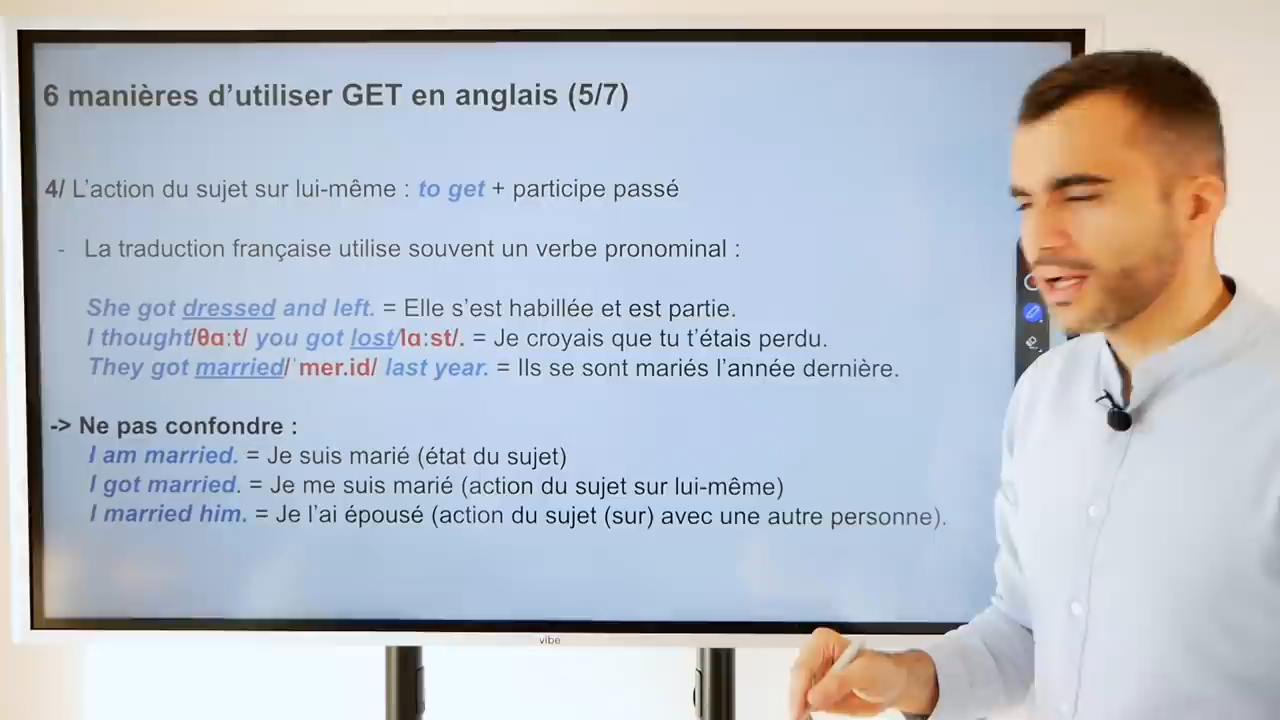 6 manières d'utiliser GET en anglais (5/7)
4/ L'action du sujet sur lui-même : to get + participe passé
- La traduction française utilise souvent un verbe pronominal :
She got dressed and left. = Elle s'est habillée et est partie.
I thought/θɑːt/ you got lost/lɑːst/. = Je croyais que tu t'étais perdu.
They got married/ˈmer.id/ last year. = Ils se sont mariés l'année dernière.
-> Ne pas confondre :
I am married. = Je suis marié (état du sujet)
I got married. = Je me suis marié (action du sujet sur lui-même)
I married him. = Je l'ai épousé (action du sujet (sur) avec une autre personne).
vibe